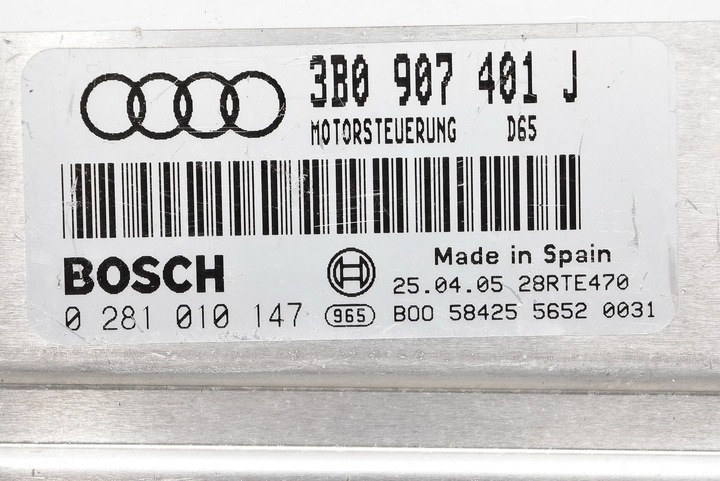 3B0 907 401 J
MOTORSTEUERUNG D65
BOSCH
Made in Spain
25.04.05 28RTE470
0 281 010 147 965 B00 58425 5652 0031